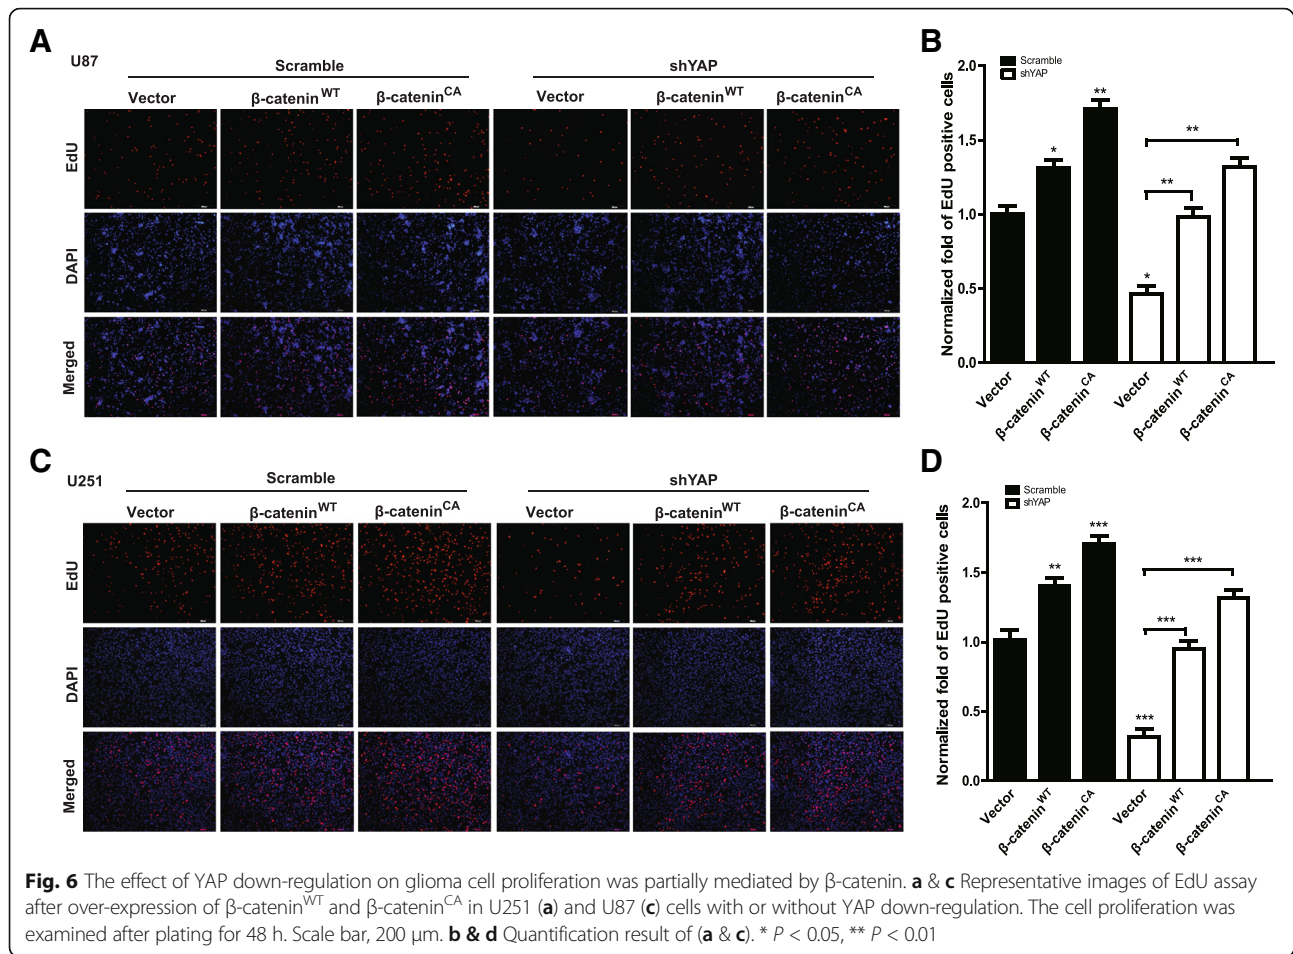 A
U87
Scramble
shYAP
Vector
β-catenin^WT
β-catenin^CA
Vector
β-catenin^WT
β-catenin^CA
EdU
DAPI
Merged
B
Scramble
shYAP
Normalized fold of EdU positive cells
2.0
1.5
1.0
0.5
0.0
*
**
*
**
**
Vector
β-catenin^WT
β-catenin^CA
Vector
β-catenin^WT
β-catenin^CA
C
U251
Scramble
shYAP
Vector
β-catenin^WT
β-catenin^CA
Vector
β-catenin^WT
β-catenin^CA
EdU
DAPI
Merged
D
Scramble
shYAP
Normalized fold of EdU positive cells
2.0
1.5
1.0
0.5
0.0
**
***
***
***
***
Vector
β-catenin^WT
β-catenin^CA
Vector
β-catenin^WT
β-catenin^CA
Fig. 6 The effect of YAP down-regulation on glioma cell proliferation was partially mediated by β-catenin. a & c Representative images of EdU assay
after over-expression of β-catenin^WT and β-catenin^CA in U251 (a) and U87 (c) cells with or without YAP down-regulation. The cell proliferation was
examined after plating for 48 h. Scale bar, 200 μm. b & d Quantification result of (a & c). * P < 0.05, ** P < 0.01